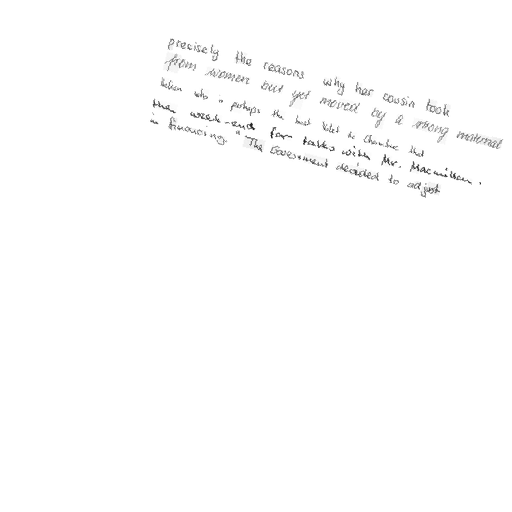 precisely the reasons why her cousin took
from women but yet moved by a strong maternal
Italian who is perhaps the best Valet de Chambre that
then week-end for talks with Mr. Macmillan.
in financing." The Government decided to adjust